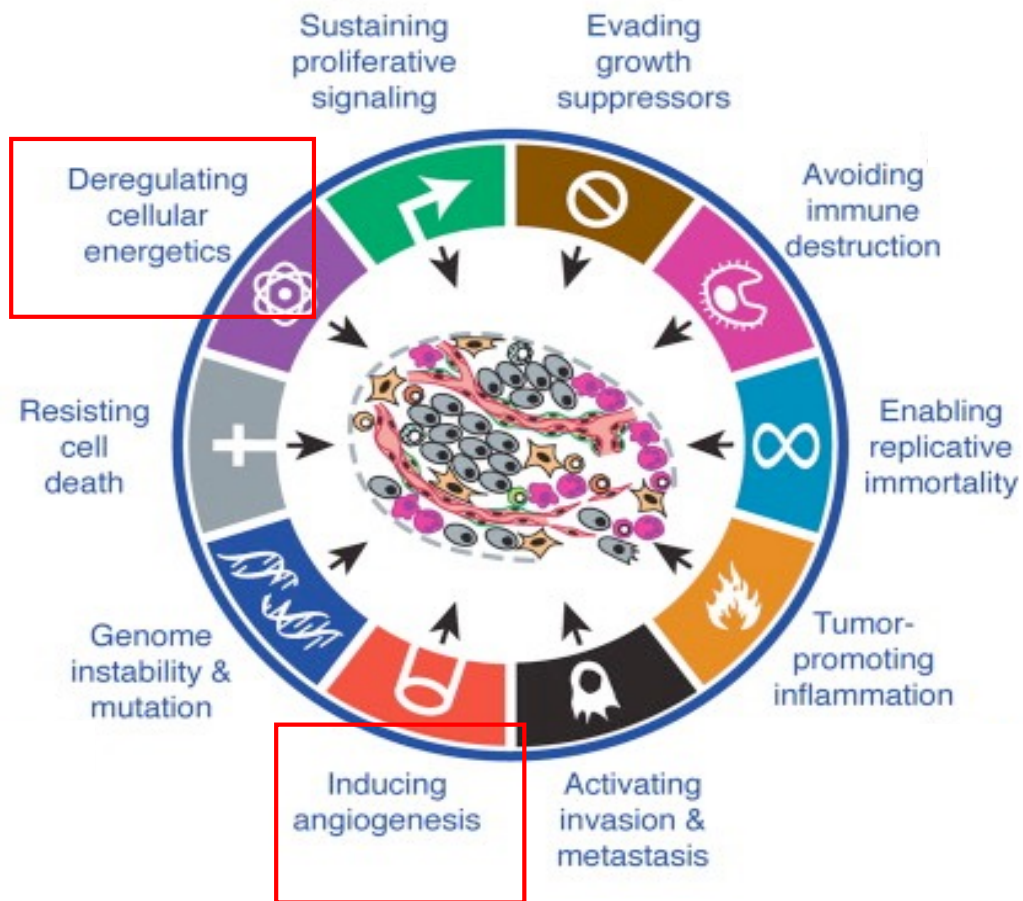 Sustaining
proliferative
signaling
Evading
growth
suppressors
Deregulating
cellular
energetics
Avoiding
immune
destruction
Resisting
cell
death
Enabling
replicative
immortality
Genome
instability &
mutation
Tumor-
promoting
inflammation
Inducing
angiogenesis
Activating
invasion &
metastasis